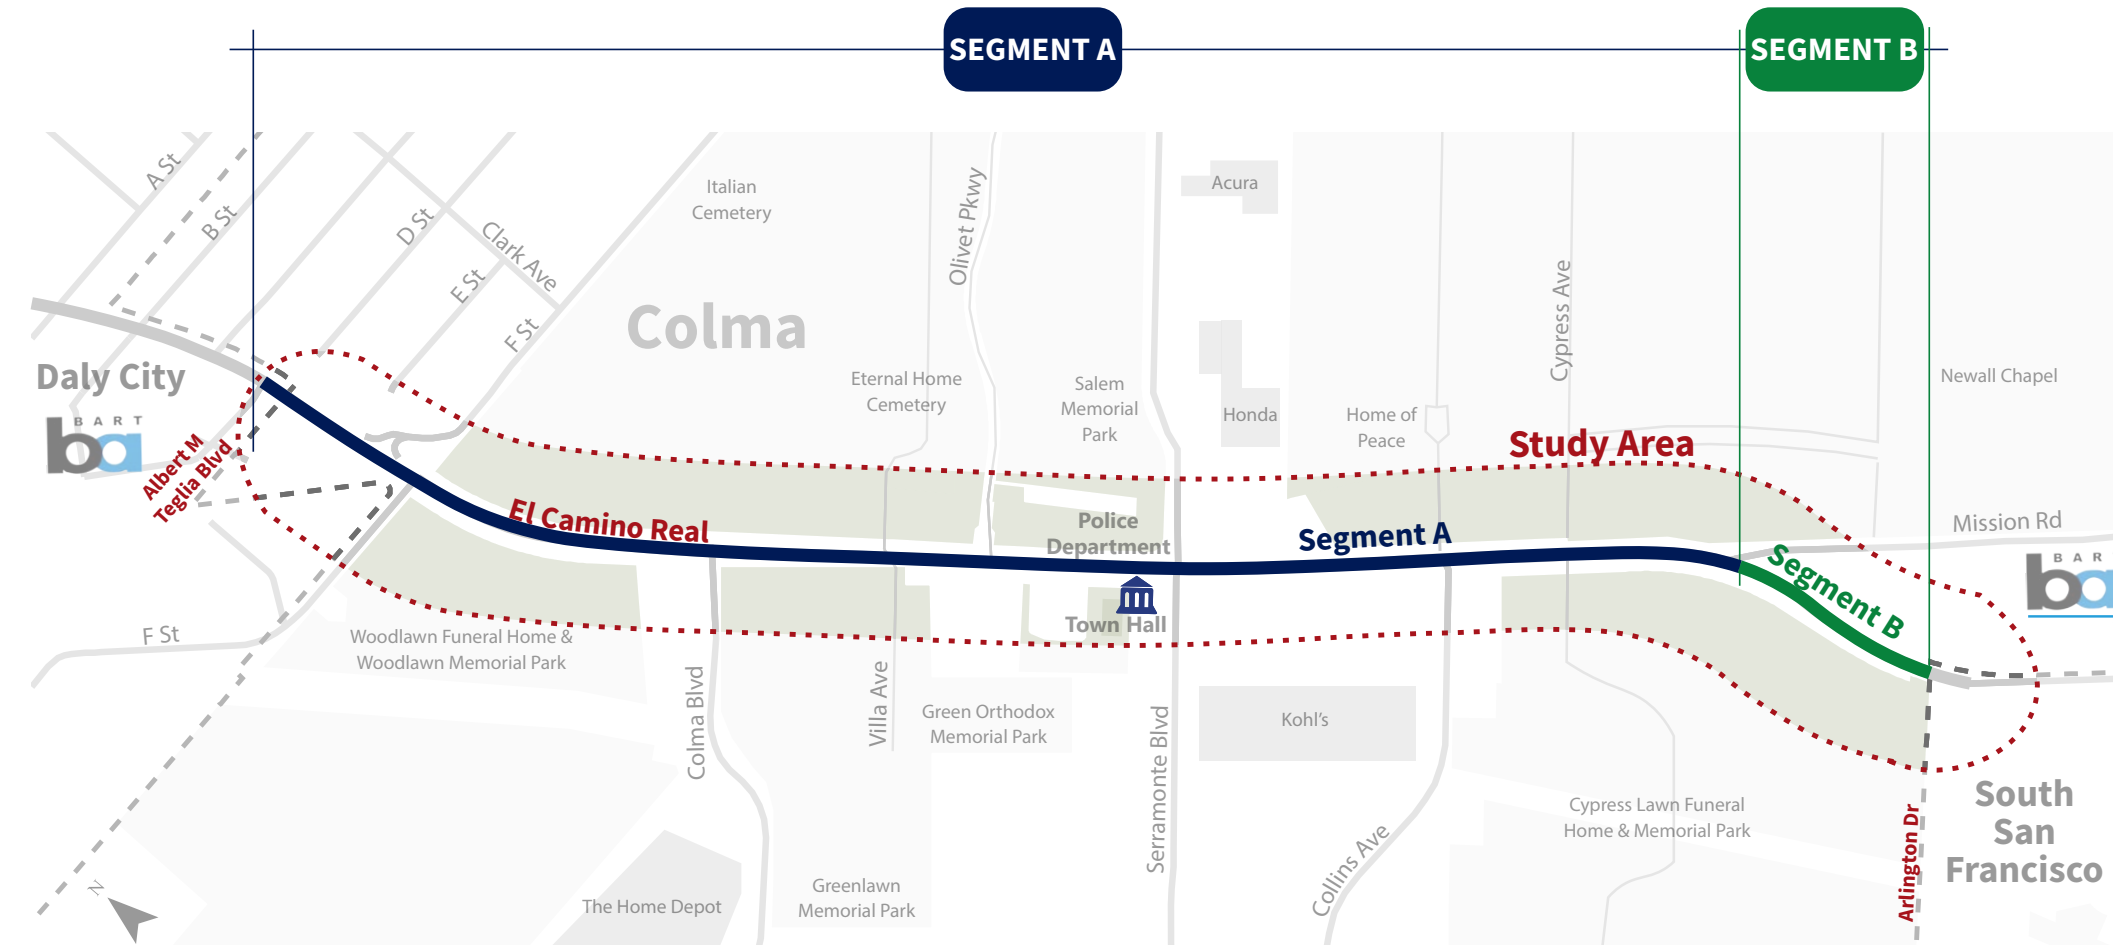 SEGMENT A
SEGMENT B
A St
B St
D St
Clark Ave
E St
F St
Italian
Cemetery
Olivet Pkwy
Acura
Colma
Cypress Ave
Daly City
BART
ba
Albert M
Teglia Blvd
Eternal Home
Cemetery
Salem
Memorial
Park
Honda
Home of
Peace
Newall Chapel
Study Area
El Camino Real
Police
Department
Segment A
Mission Rd
BAR
ba
Segment B
Town Hall
F St
Woodlawn Funeral Home &
Woodlawn Memorial Park
Colma Blvd
Villa Ave
Green Orthodox
Memorial Park
Serramonte Blvd
Kohl's
Collins Ave
Cypress Lawn Funeral
Home & Memorial Park
Arlington Dr
South
San
Francisco
N
The Home Depot
Greenlawn
Memorial Park